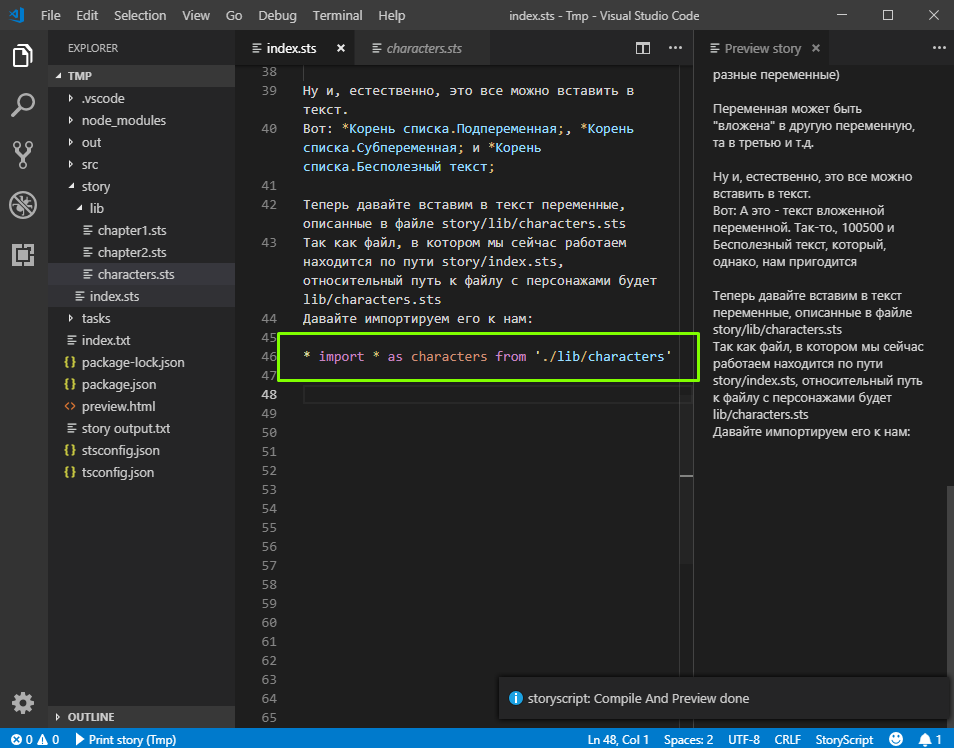 File Edit Selection View Go Debug Terminal Help index.sts - Tmp - Visual Studio Code
EXPLORER
TMP
.vscode
node_modules
out
src
story
lib
chapter1.sts
chapter2.sts
characters.sts
index.sts
tasks
index.txt
package-lock.json
package.json
preview.html
story output.txt
stsconfig.json
tsconfig.json
OUTLINE
index.sts characters.sts
38
39 Ну и, естественно, это все можно вставить в
текст.
40 Вот: *Корень списка.Подпеременная;, *Корень
списка.Субпеременная; и *Корень
списка.Бесполезный текст;
41
42 Теперь давайте вставим в текст переменные,
описанные в файле story/lib/characters.sts
43 Так как файл, в котором мы сейчас работаем
находится по пути story/index.sts,
относительный путь к файлу с персонажами будет
lib/characters.sts
44 Давайте импортируем его к нам:
45
46 * import * as characters from './lib/characters'
47
48
49
50
51
52
53
54
55
56
57
58
59
60
61
62
63
64
65
Preview story
разные переменные)
Переменная может быть
"вложена" в другую переменную,
та в третью и т.д.
Ну и, естественно, это все можно
вставить в текст.
Вот: А это - текст вложенной
переменной. Так-то., 100500 и
Бесполезный текст, который,
однако, нам пригодится
Теперь давайте вставим в текст
переменные, описанные в файле
story/lib/characters.sts
Так как файл, в котором мы сейчас
работаем находится по пути
story/index.sts, относительный путь
к файлу с персонажами будет
lib/characters.sts
Давайте импортируем его к нам:
storyscript: Compile And Preview done
0 0 Print story (Tmp) Ln 48, Col 1 Spaces: 2 UTF-8 CRLF StoryScript 1